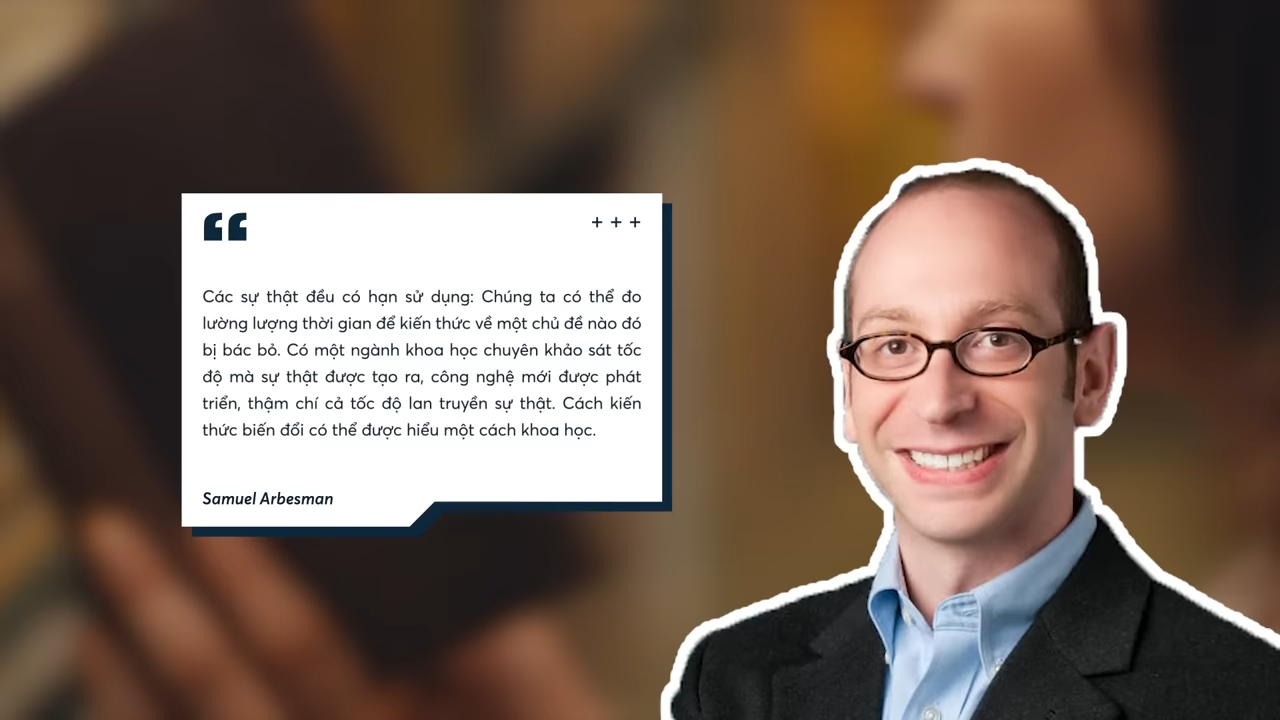 Các sự thật đều có hạn sử dụng: Chúng ta có thể đo
lường lượng thời gian để kiến thức về một chủ đề nào đó
bị bác bỏ. Có một ngành khoa học chuyên khảo sát tốc
độ mà sự thật được tạo ra, công nghệ mới được phát
triển, thậm chí cả tốc độ lan truyền sự thật. Cách kiến
thức biến đổi có thể được hiểu một cách khoa học.
Samuel Arbesman